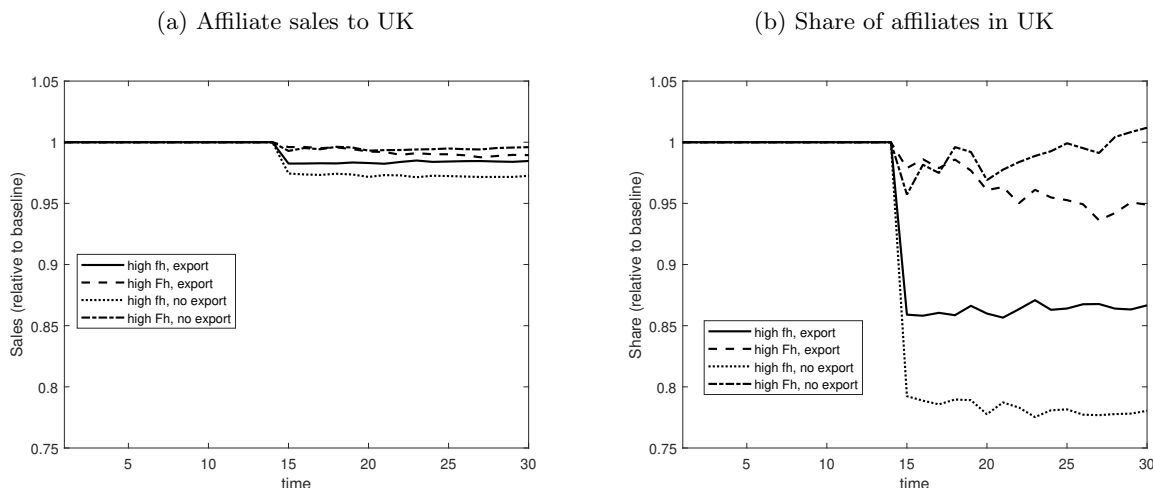 (a) Affiliate sales to UK
1.05
1
0.95
0.9
0.85
0.8
0.75
Sales (relative to baseline)
high fh, export
high Fh, export
high fh, no export
high Fh, no export
5 10 15 20 25 30
time
(b) Share of affiliates in UK
1.05
1
0.95
0.9
0.85
0.8
0.75
Share (relative to baseline)
high fh, export
high Fh, export
high fh, no export
high Fh, no export
5 10 15 20 25 30
time